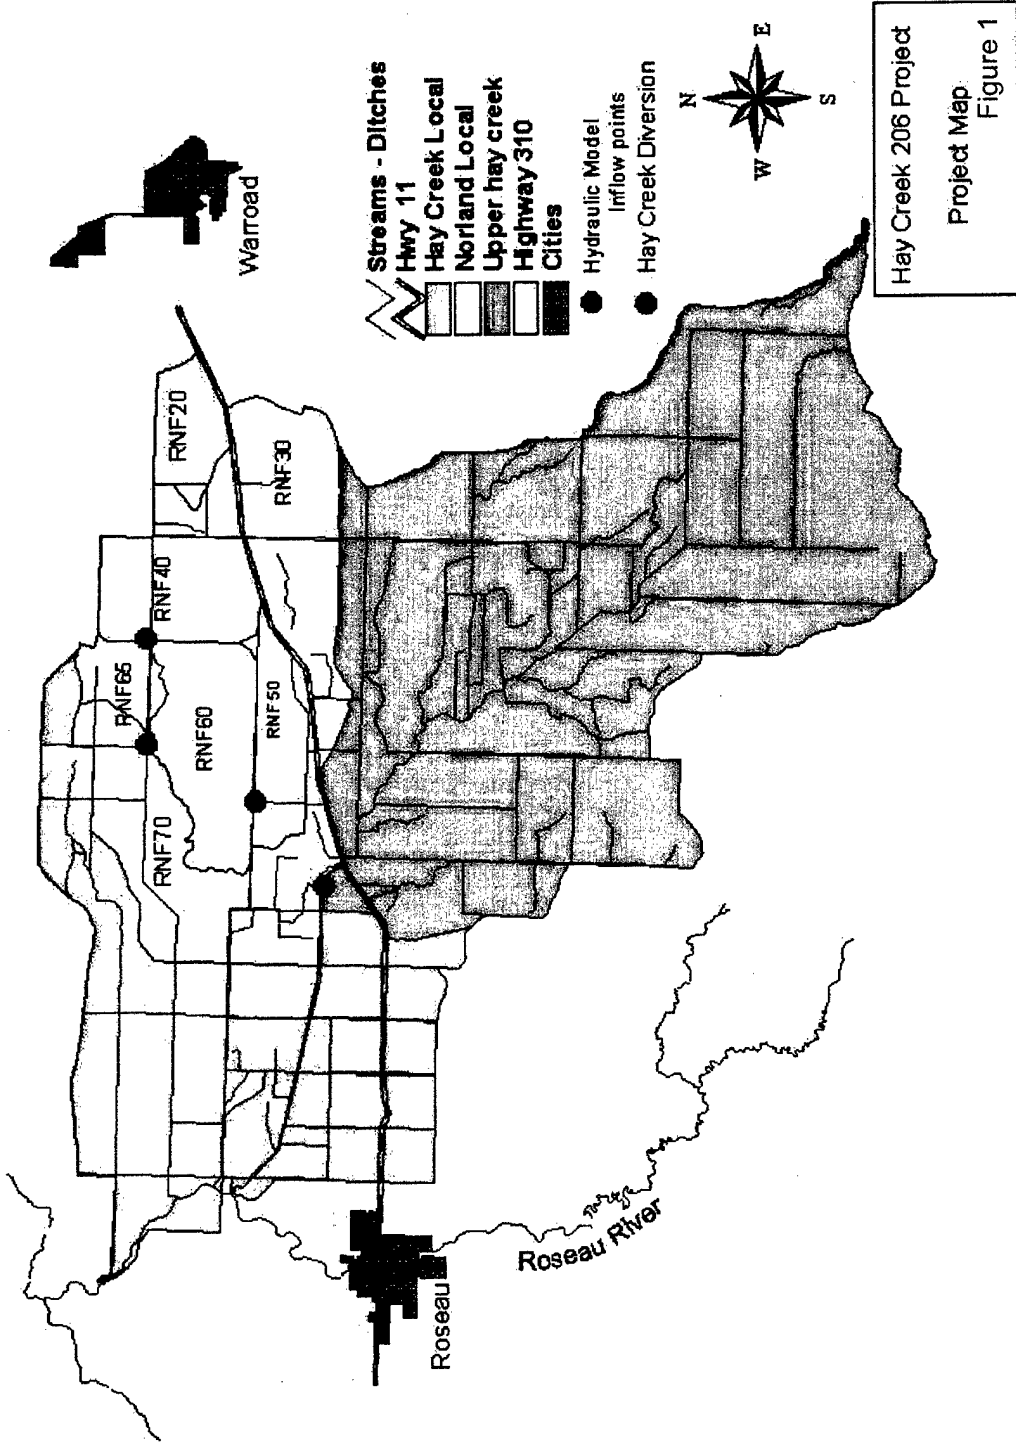 Warroad
RNF20
RNF30
RNF40
RNF65
RNF60
RNF50
RNF70
Roseau
Roseau River
Streams - Ditches
Hwy 11
Hay Creek Local
Norland Local
Upper hay creek
Highway 310
Cities
Hydraulic Model
Inflow points
Hay Creek Diversion
N
E
S
W
Hay Creek 206 Project
Project Map
Figure 1